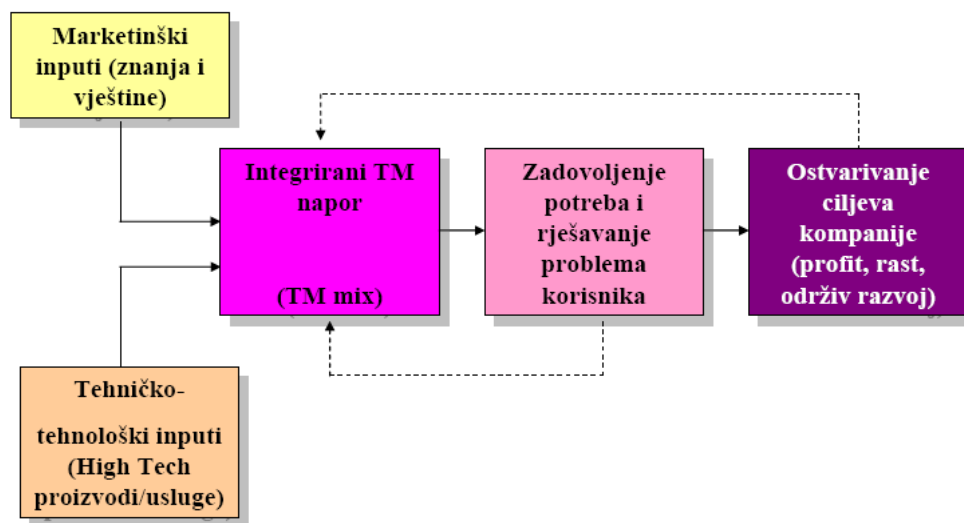 Marketinški
inputi (znanja i
vještine)
Integrirani TM
napor
(TM mix)
Zadovoljenje
potreba i
rješavanje
problema
korisnika
Ostvarivanje
ciljeva
kompanije
(profit, rast,
održiv razvoj)
Tehničko-
tehnološki inputi
(High Tech
proizvodi/usluge)